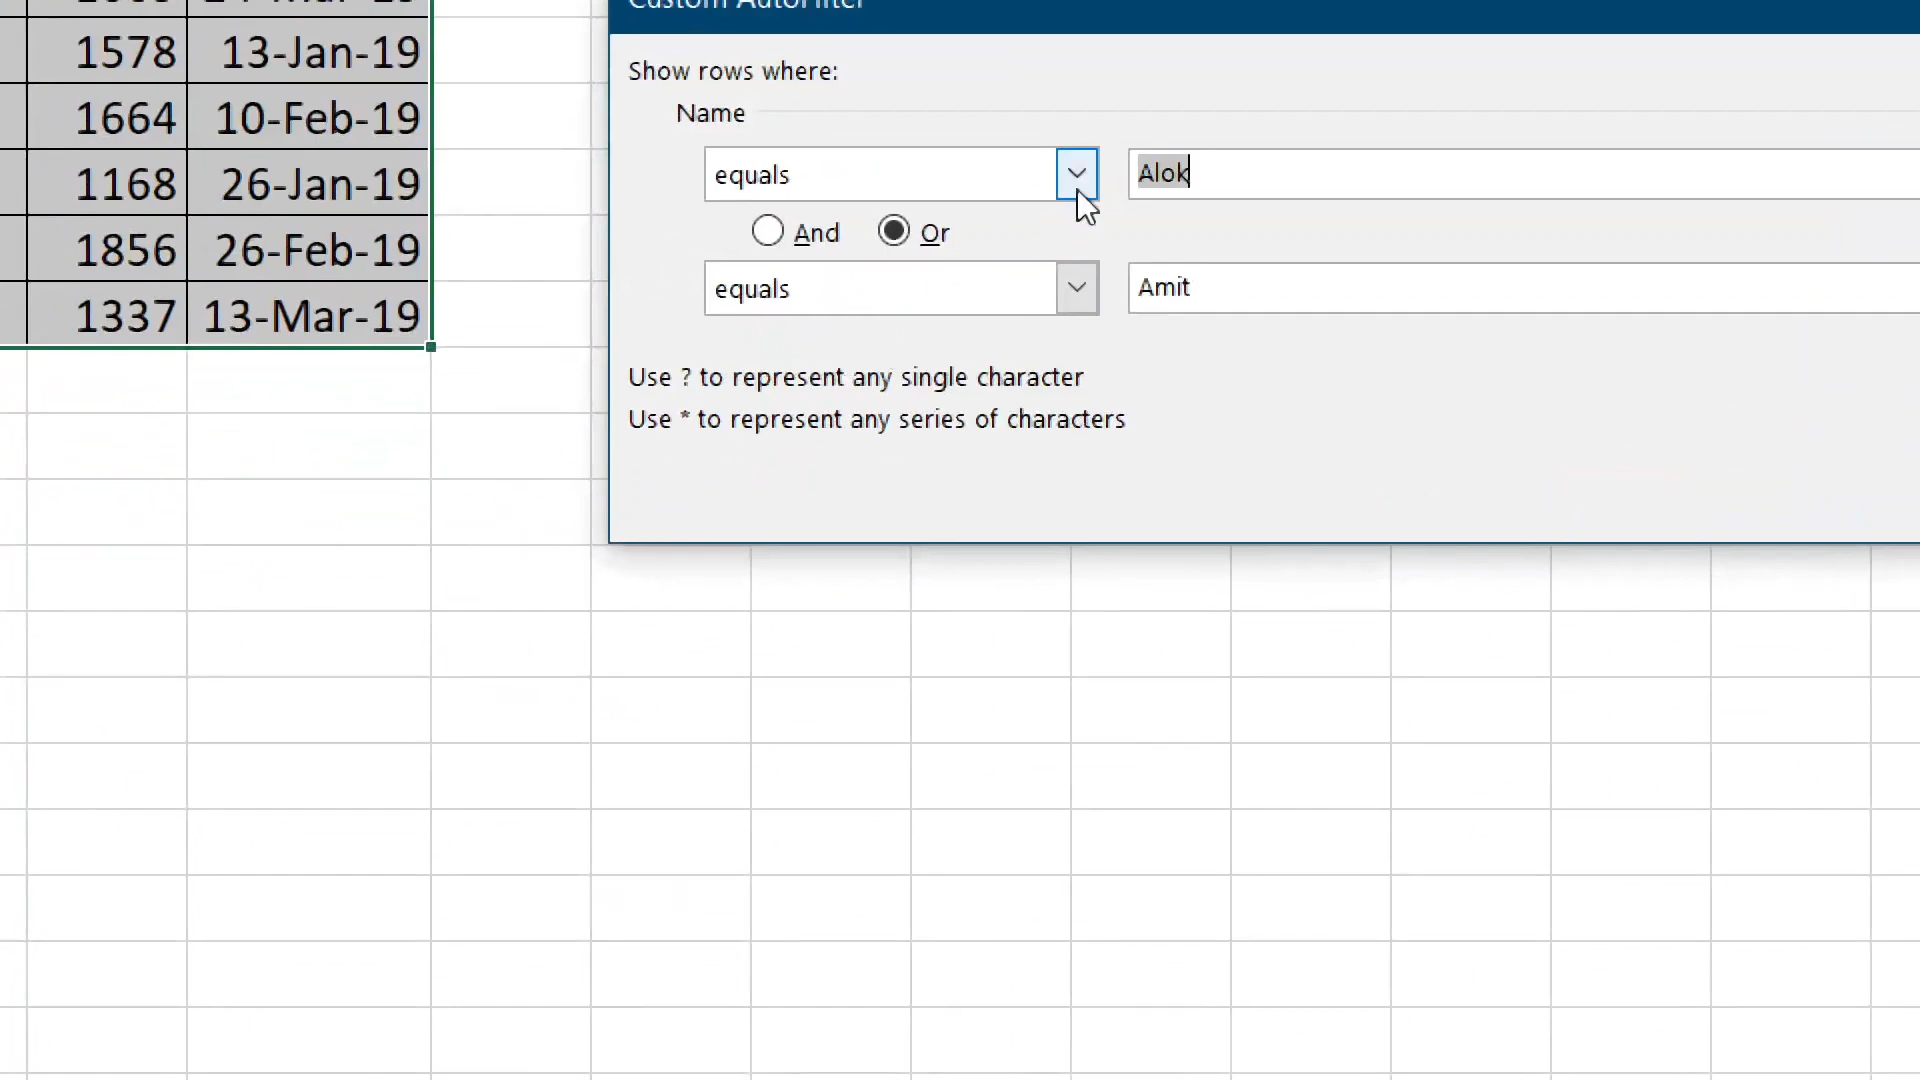 Custom AutoFilter
1578 13-Jan-19
1664 10-Feb-19
1168 26-Jan-19
1856 26-Feb-19
1337 13-Mar-19
Show rows where:
Name
equals Alok
And Or
equals Amit
Use ? to represent any single character
Use * to represent any series of characters